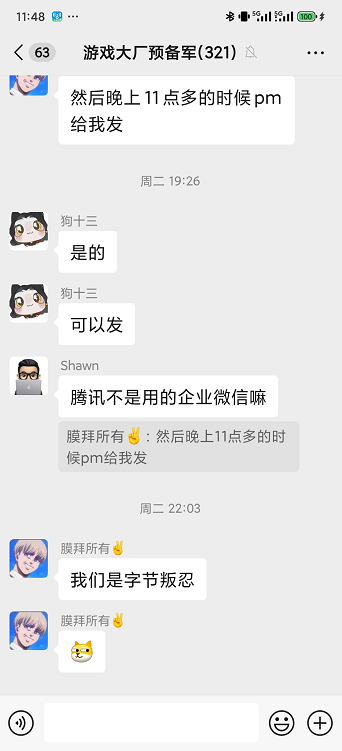 11:48
5G 5G 100
63 游戏大厂预备军(321)
然后晚上11点多的时候pm
给我发
周二 19:26
狗十三
是的
狗十三
可以发
Shawn
腾讯不是用的企业微信嘛
膜拜所有✌️: 然后晚上11点多的时
候pm给我发
周二 22:03
膜拜所有✌️
我们是字节叛忍
膜拜所有✌️